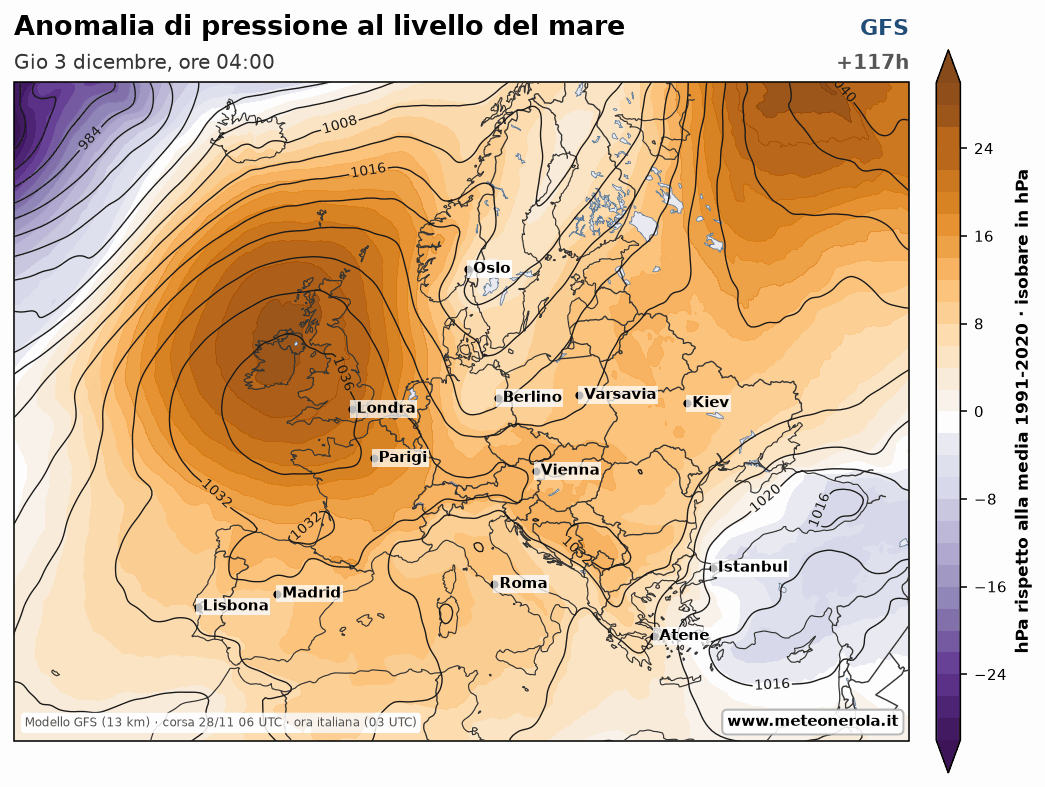 Anomalia di pressione al livello del mare
GFS
Gio 3 dicembre, ore 04:00
+117h
984
1008
1016
040
24
16
8
0
−8
−16
−24
hPa rispetto alla media 1991-2020 · isobare in hPa
Oslo
1036
Berlino
Varsavia
Kiev
Londra
Parigi
Vienna
1032
1020
1016
1032
Istanbul
Roma
Madrid
Lisbona
Atene
1016
Modello GFS (13 km) · corsa 28/11 06 UTC · ora italiana (03 UTC)
www.meteonerola.it